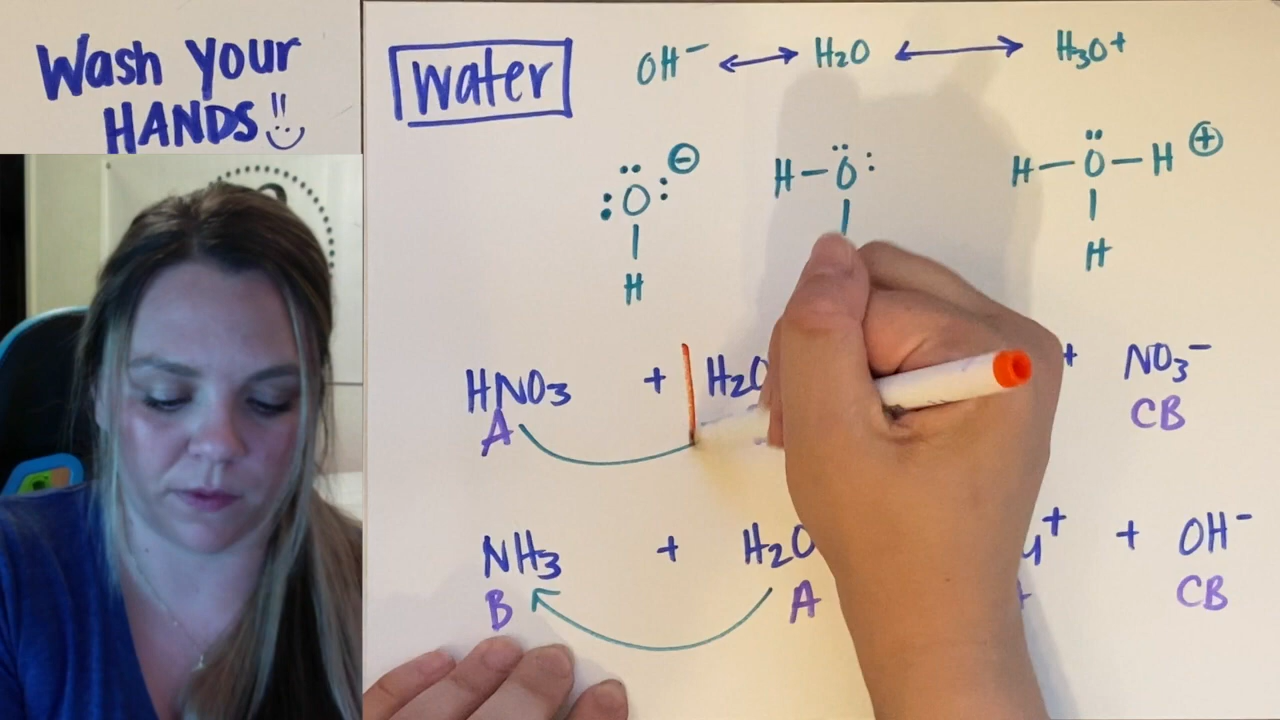 Wash your
HANDS
Water
OH⁻ ↔ H₂O ↔ H₃O⁺
:Ö: ⊖
H
H–Ö:
H–Ö–H ⊕
H
HNO₃ + H₂O + NO₃⁻
A CB
NH₃ + H₂O ⁺ + OH⁻
B A CB